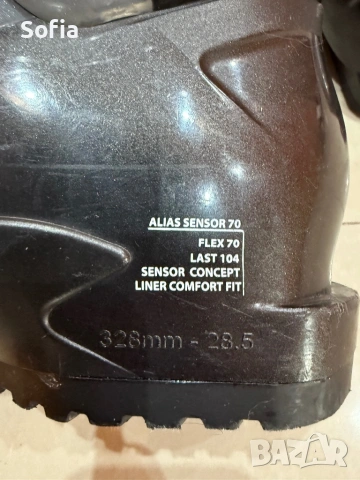 Sofia
ALIAS SENSOR 70
FLEX 70
LAST 104
SENSOR CONCEPT
LINER COMFORT FIT
328mm - 28.5
BAZAR